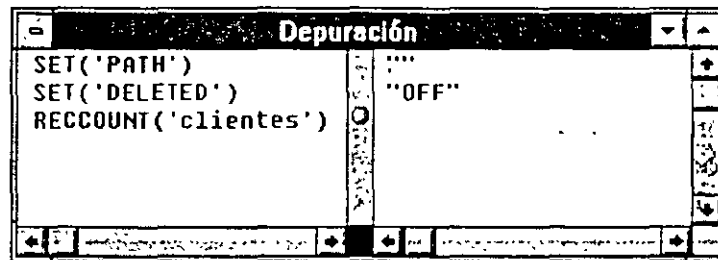 Depuración
SET('PATH') ""
SET('DELETED') "OFF"
RECCOUNT('clientes')